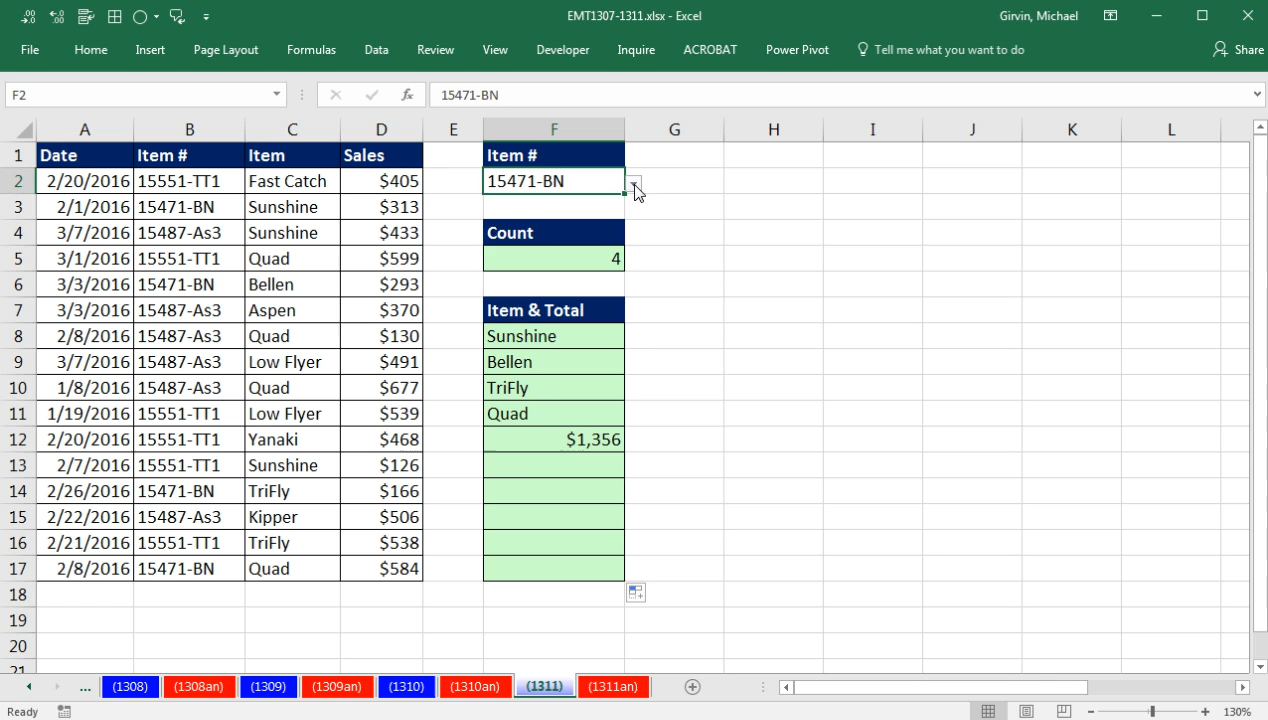 EMT1307-1311.xlsx - Excel
Girvin, Michael
File Home Insert Page Layout Formulas Data Review View Developer Inquire ACROBAT Power Pivot Tell me what you want to do Share
F2 fx 15471-BN
A B C D E F G H I J K L
1 Date Item # Item Sales Item #
2 2/20/2016 15551-TT1 Fast Catch $405 15471-BN
3 2/1/2016 15471-BN Sunshine $313
4 3/7/2016 15487-As3 Sunshine $433 Count
5 3/1/2016 15551-TT1 Quad $599 4
6 3/3/2016 15471-BN Bellen $293
7 3/3/2016 15487-As3 Aspen $370 Item & Total
8 2/8/2016 15487-As3 Quad $130 Sunshine
9 3/7/2016 15487-As3 Low Flyer $491 Bellen
10 1/8/2016 15487-As3 Quad $677 TriFly
11 1/19/2016 15551-TT1 Low Flyer $539 Quad
12 2/20/2016 15551-TT1 Yanaki $468 $1,356
13 2/7/2016 15551-TT1 Sunshine $126
14 2/26/2016 15471-BN TriFly $166
15 2/22/2016 15487-As3 Kipper $506
16 2/21/2016 15551-TT1 TriFly $538
17 2/8/2016 15471-BN Quad $584
18
19
20
21
... (1308) (1308an) (1309) (1309an) (1310) (1310an) (1311) (1311an)
Ready 130%